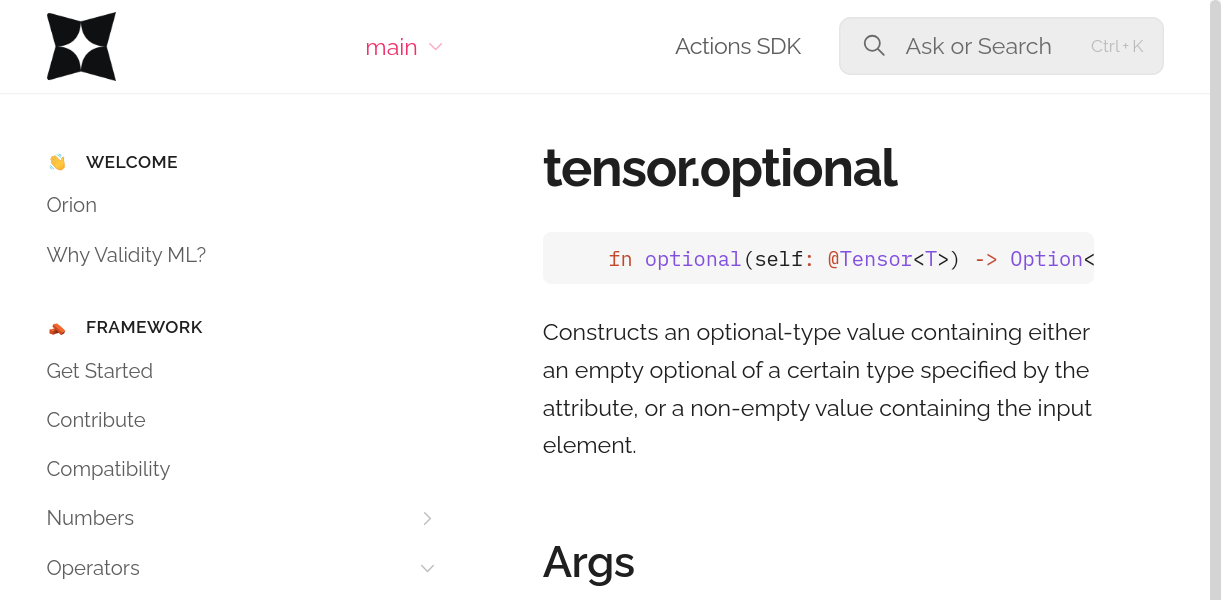 main
Actions SDK
Ask or Search
Ctrl + K
👋 WELCOME
Orion
Why Validity ML?
🧱 FRAMEWORK
Get Started
Contribute
Compatibility
Numbers
Operators
tensor.optional
fn optional(self: @Tensor<T>) -> Option<
Constructs an optional-type value containing either
an empty optional of a certain type specified by the
attribute, or a non-empty value containing the input
element.
Args